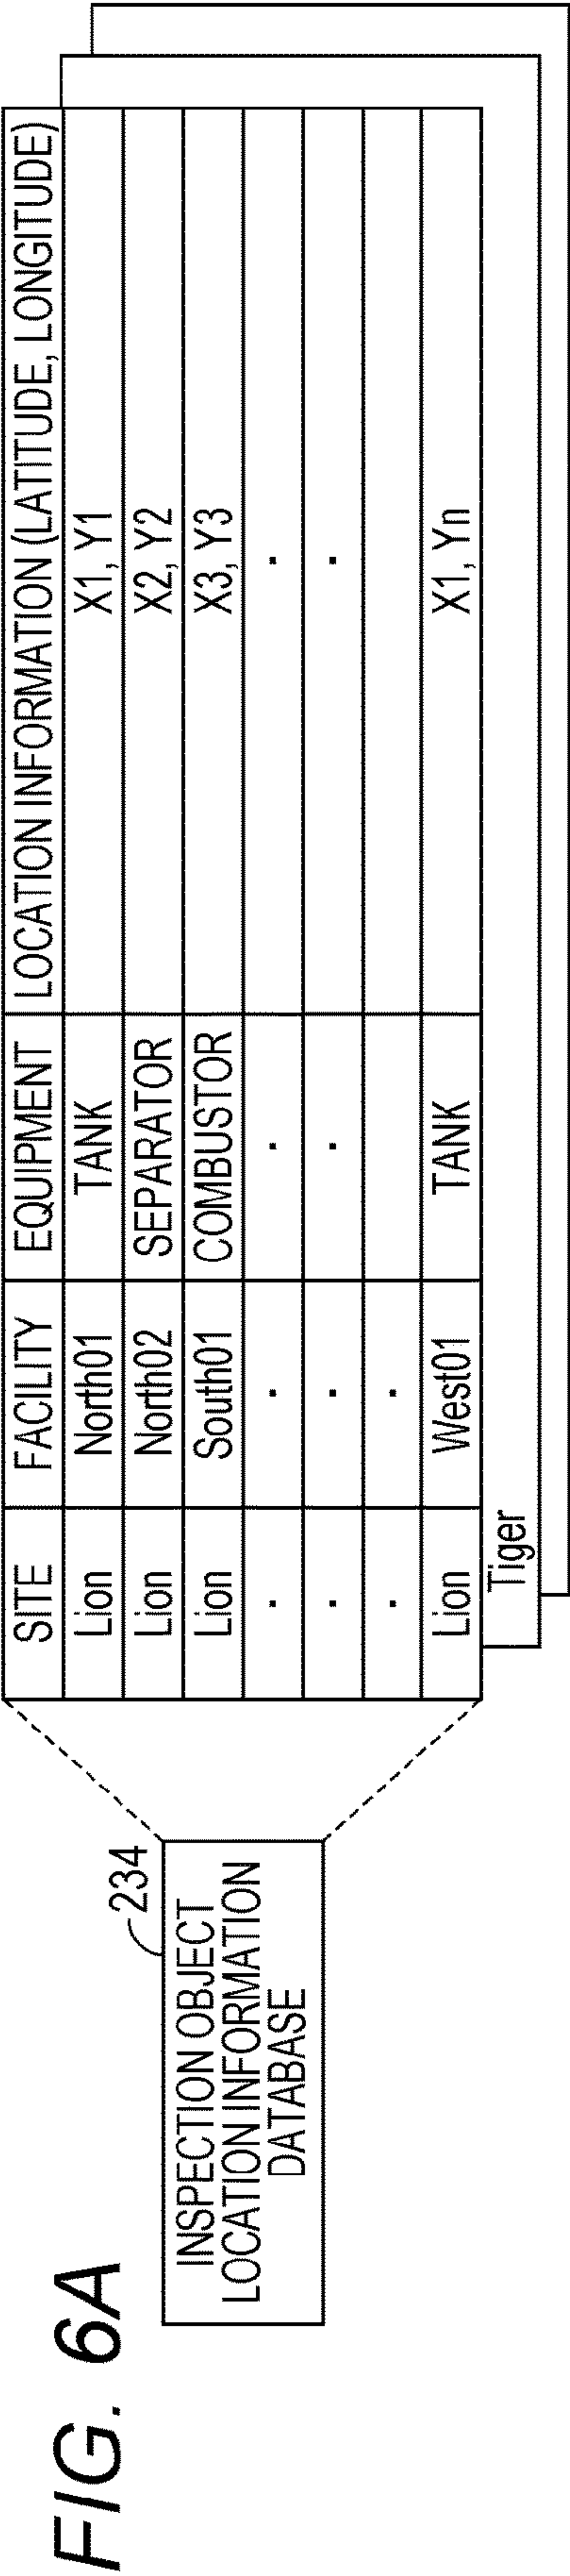 FIG. 6A
234
INSPECTION OBJECT
LOCATION INFORMATION
DATABASE
SITE FACILITY EQUIPMENT LOCATION INFORMATION (LATITUDE, LONGITUDE)
Lion North01 TANK X1, Y1
Lion North02 SEPARATOR X2, Y2
Lion South01 COMBUSTOR X3, Y3
. . . .
. . . .
. .
Lion West01 TANK X1, Yn
Tiger